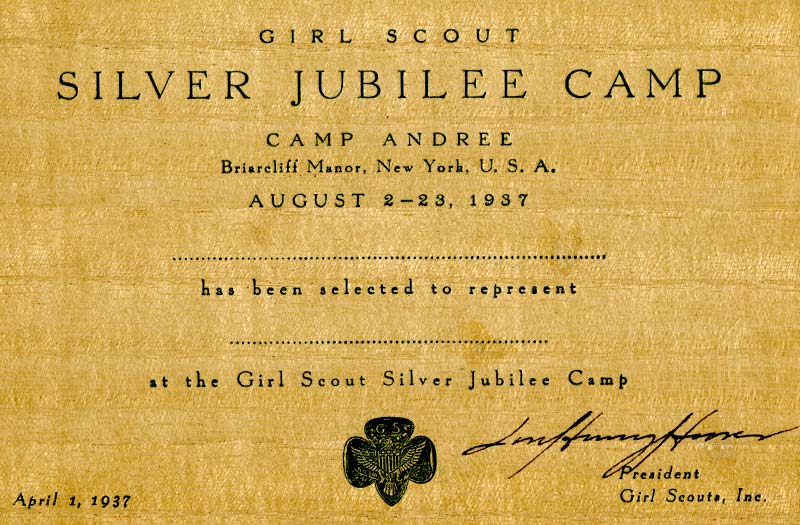 GIRL SCOUT
SILVER JUBILEE CAMP
CAMP ANDREE
Briarcliff Manor, New York, U. S. A.
AUGUST 2-23, 1937
has been selected to represent
at the Girl Scout Silver Jubilee Camp
G S
Lou Henry Hoover
President
Girl Scouts, Inc.
April 1, 1937